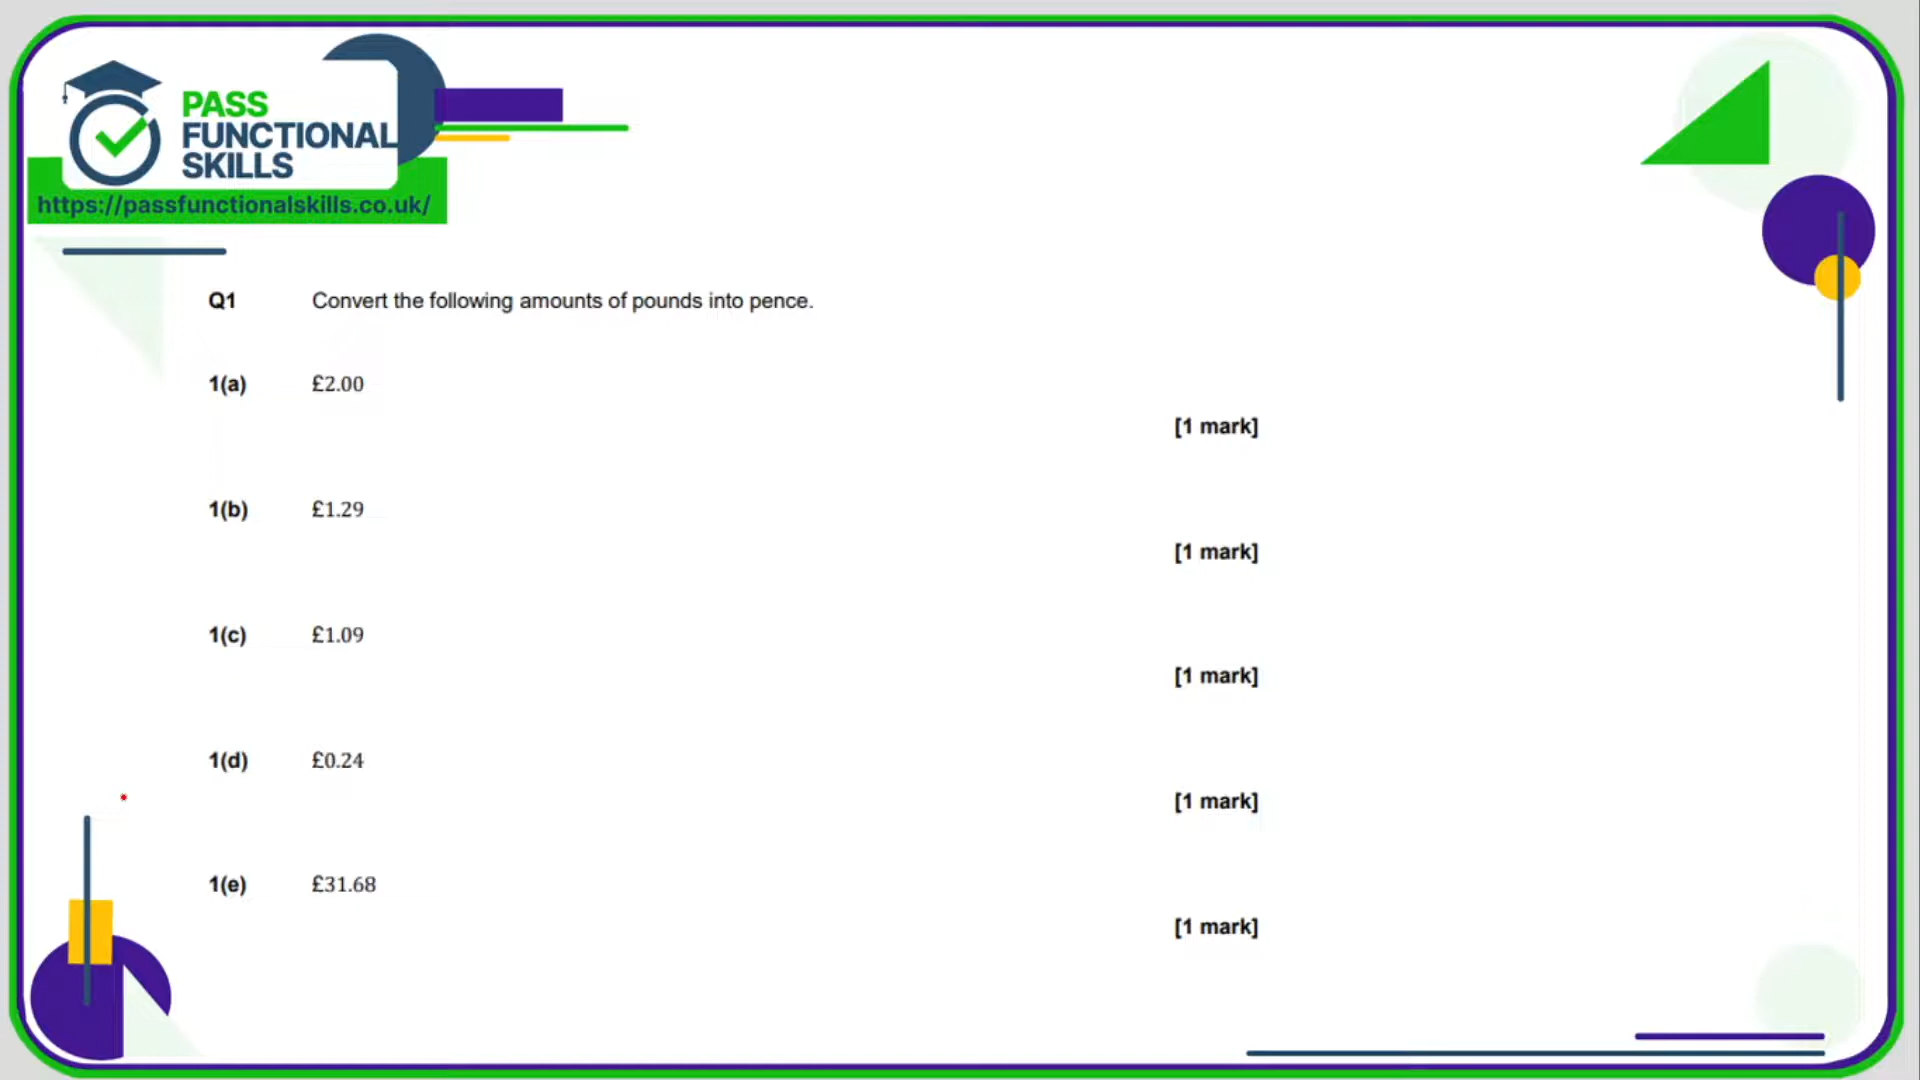 PASS
FUNCTIONAL
SKILLS
https://passfunctionalskills.co.uk/
Q1 Convert the following amounts of pounds into pence.
1(a) £2.00
[1 mark]
1(b) £1.29
[1 mark]
1(c) £1.09
[1 mark]
1(d) £0.24
[1 mark]
1(e) £31.68
[1 mark]